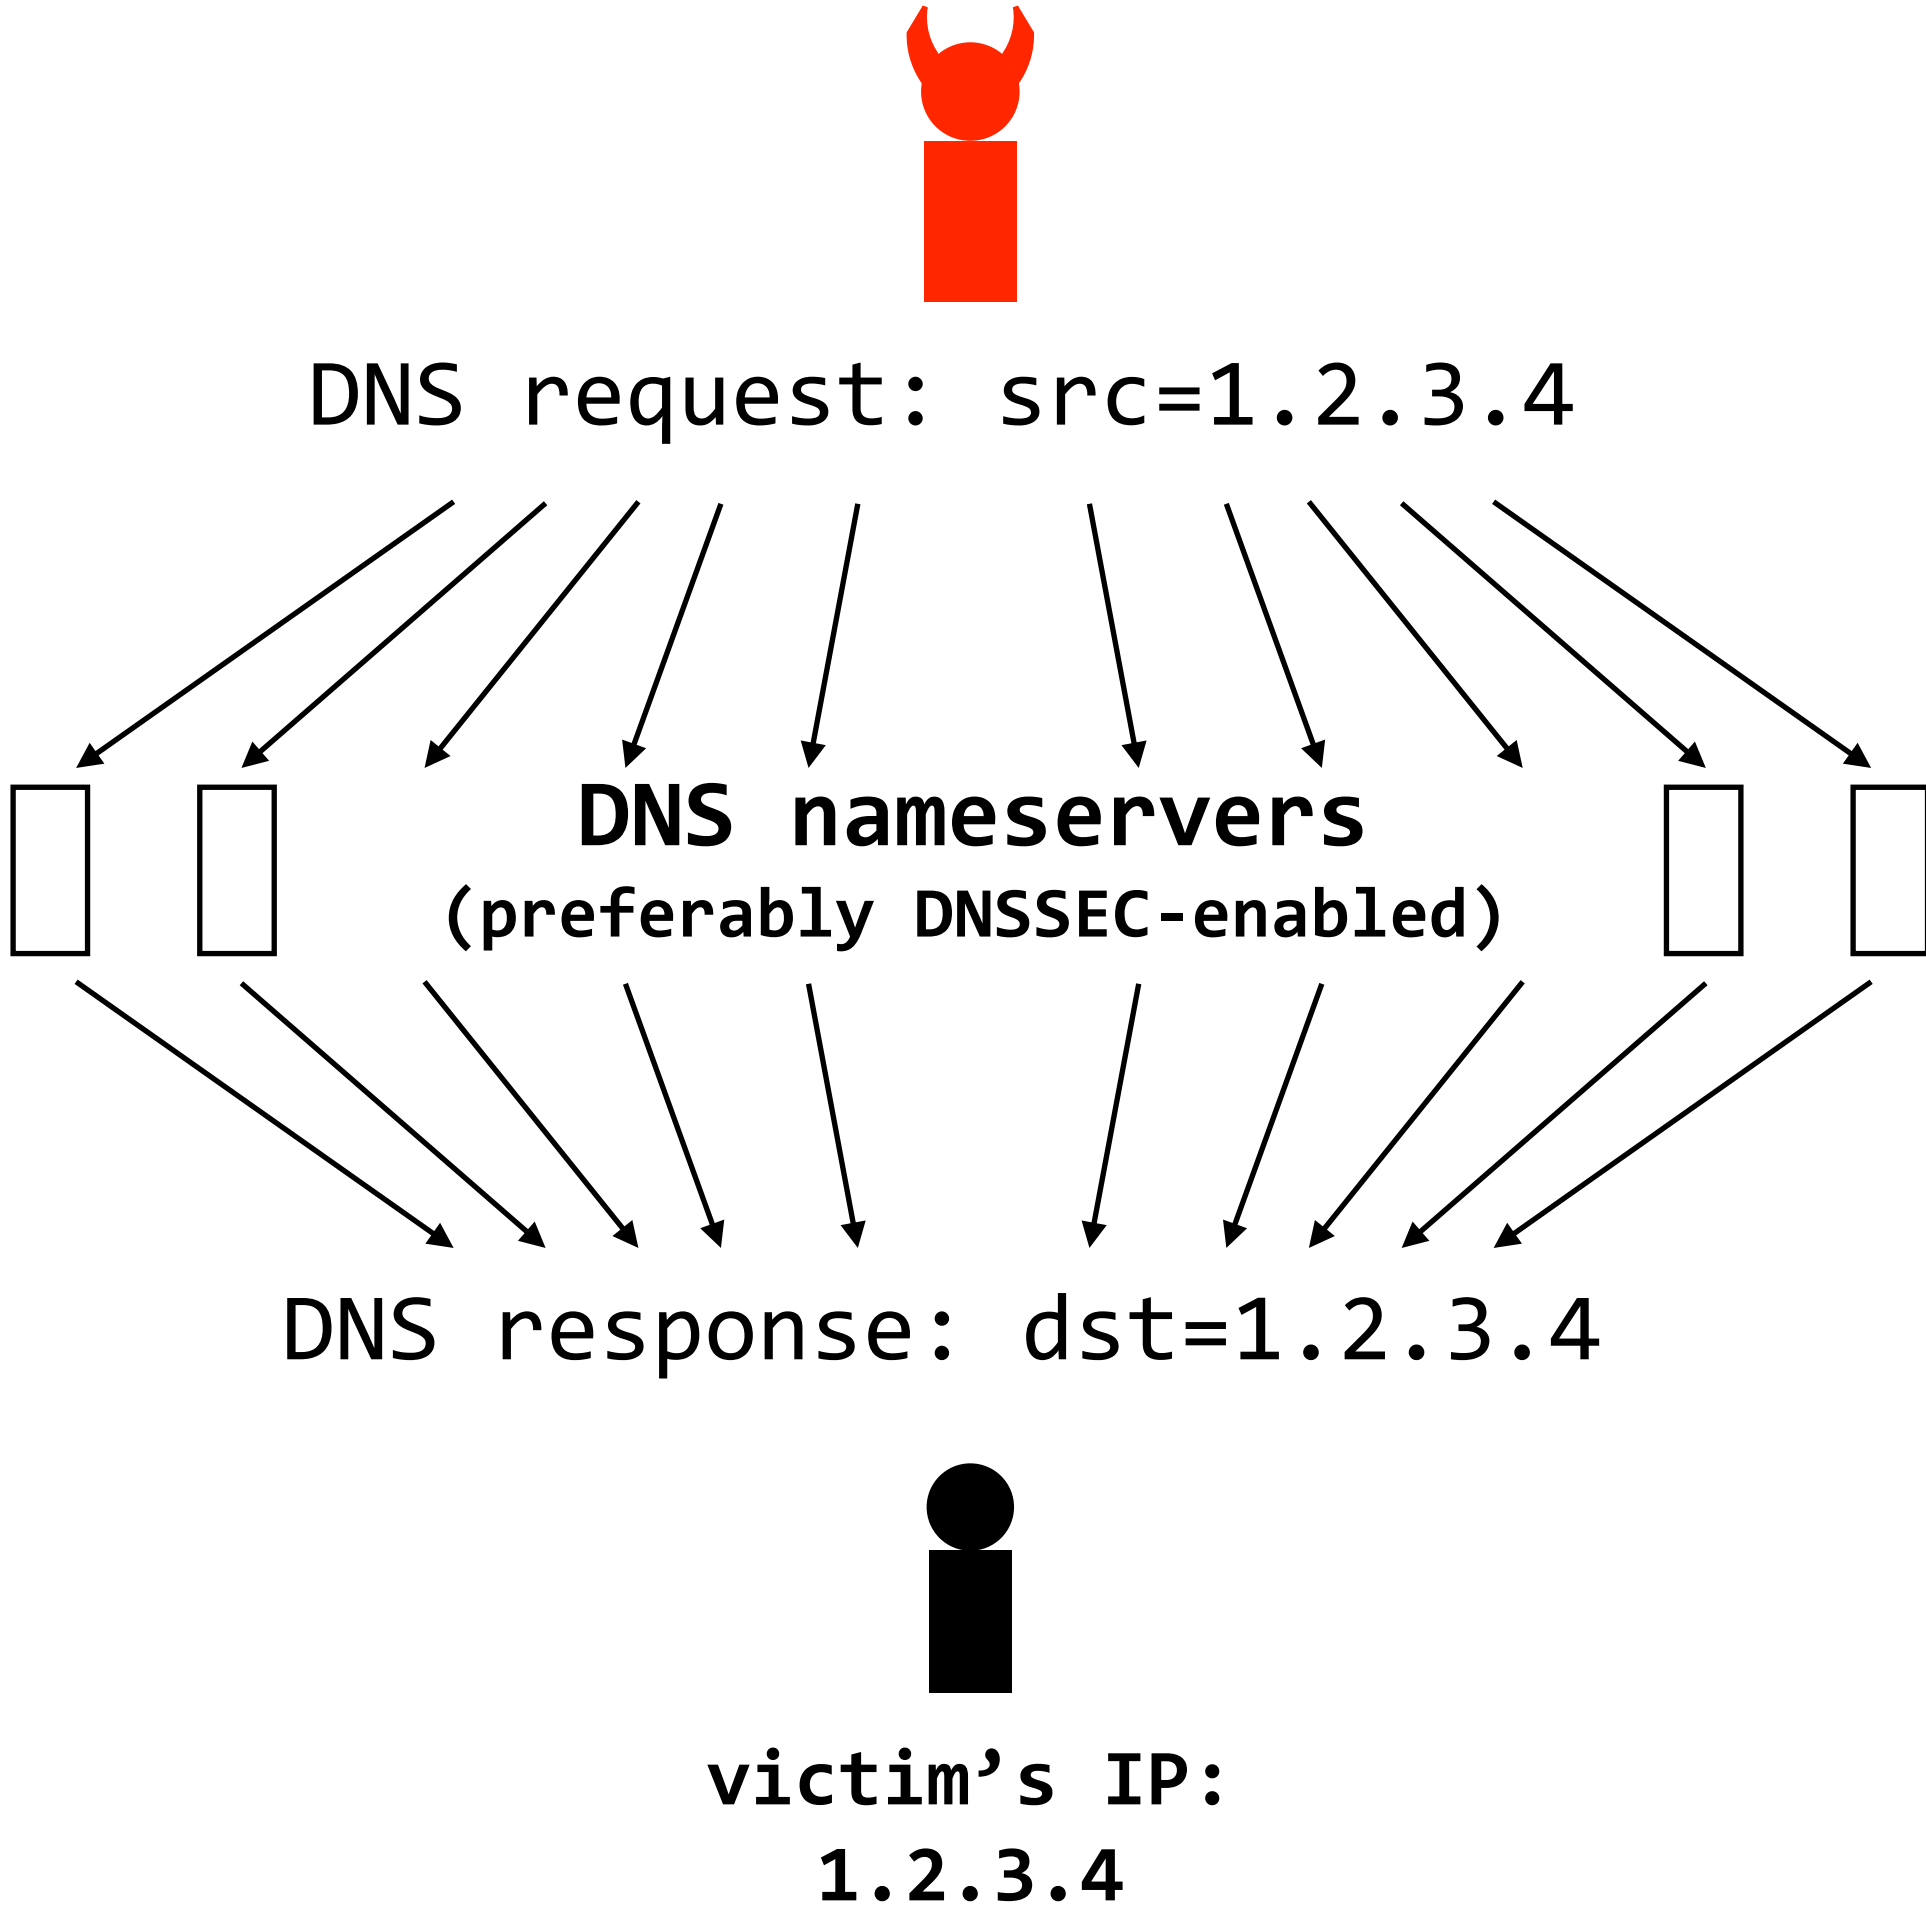 DNS request: src=1.2.3.4
DNS nameservers
(preferably DNSSEC-enabled)
DNS response: dst=1.2.3.4
victim’s IP:
1.2.3.4